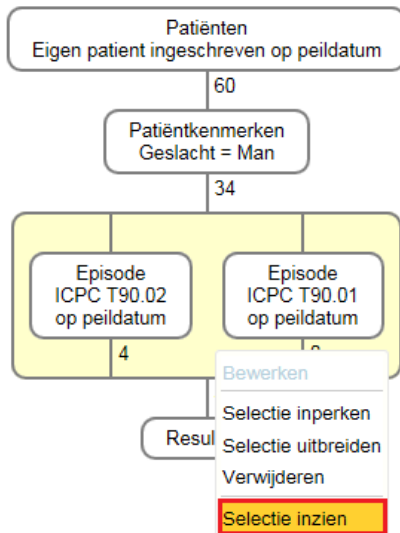 Patiënten
Eigen patient ingeschreven op peildatum
60
Patiëntkenmerken
Geslacht = Man
34
Episode
ICPC T90.02
op peildatum
Episode
ICPC T90.01
op peildatum
4
Bewerken
Selectie inperken
Selectie uitbreiden
Verwijderen
Selectie inzien